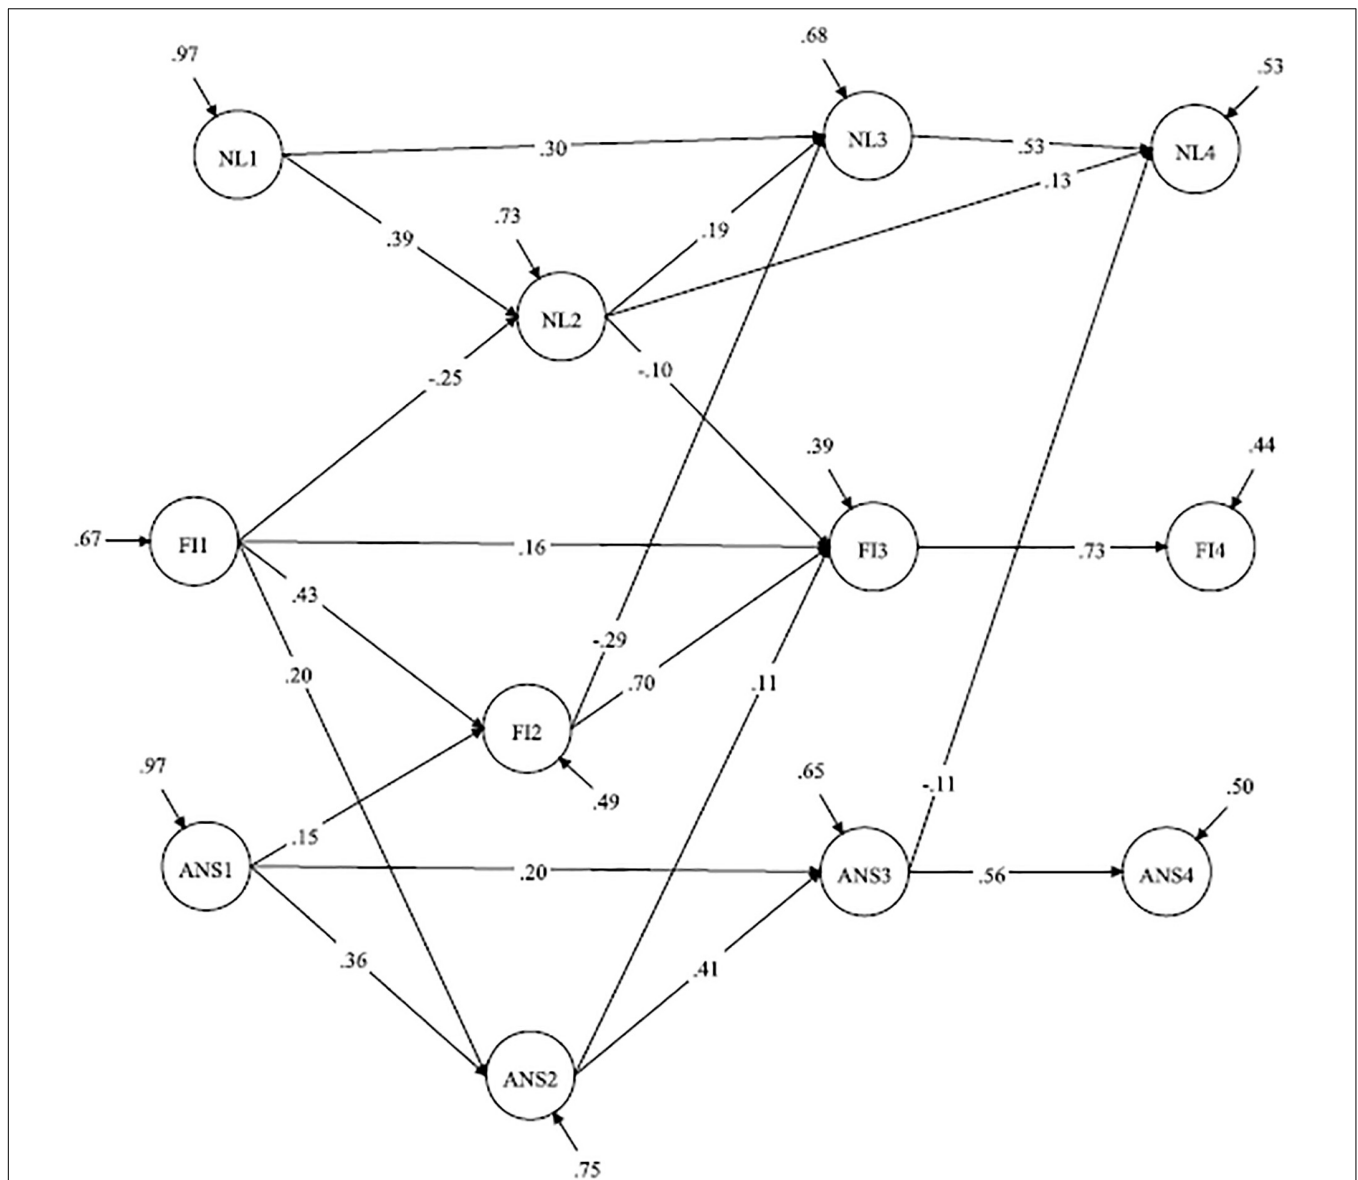 .68
.97
.53
NL3
.30
.53
NL4
NL1
.13
.73
.19
.39
NL2
-.10
-.25
.39
.44
.67
FI1
.16
FI3
.73
FI4
.43
-.29
.20
.70
.11
FI2
.97
.65
-.11
.50
.49
.15
ANS1
.20
ANS3
.56
ANS4
.36
.41
ANS2
.75